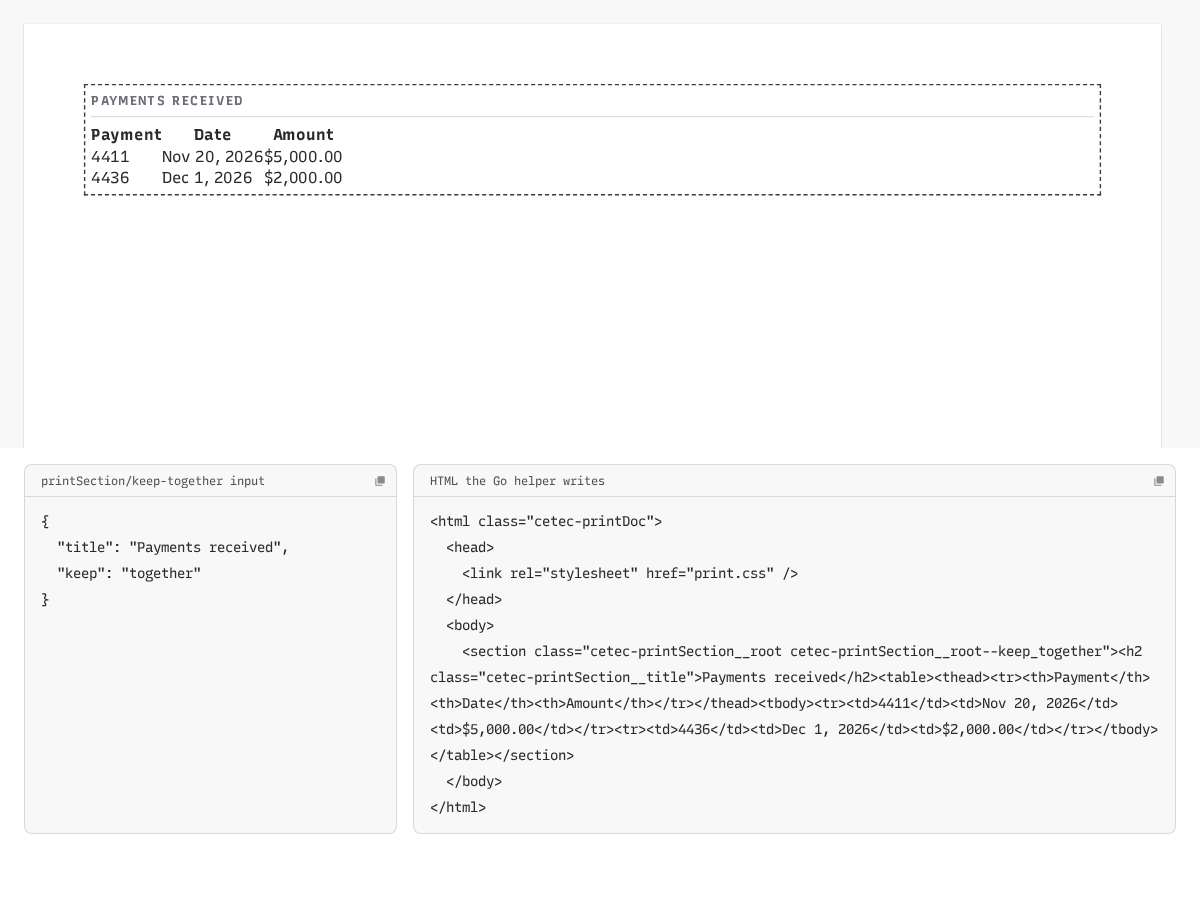 PAYMENTS RECEIVED
Payment Date Amount
4411 Nov 20, 2026 $5,000.00
4436 Dec 1, 2026 $2,000.00
printSection/keep-together input
{
  "title": "Payments received",
  "keep": "together"
}
HTML the Go helper writes
<html class="cetec-printDoc">
  <head>
    <link rel="stylesheet" href="print.css" />
  </head>
  <body>
    <section class="cetec-printSection__root cetec-printSection__root--keep_together"><h2
class="cetec-printSection__title">Payments received</h2><table><thead><tr><th>Payment</th>
<th>Date</th><th>Amount</th></tr></thead><tbody><tr><td>4411</td><td>Nov 20, 2026</td>
<td>$5,000.00</td></tr><tr><td>4436</td><td>Dec 1, 2026</td><td>$2,000.00</td></tr></tbody>
</table></section>
  </body>
</html>